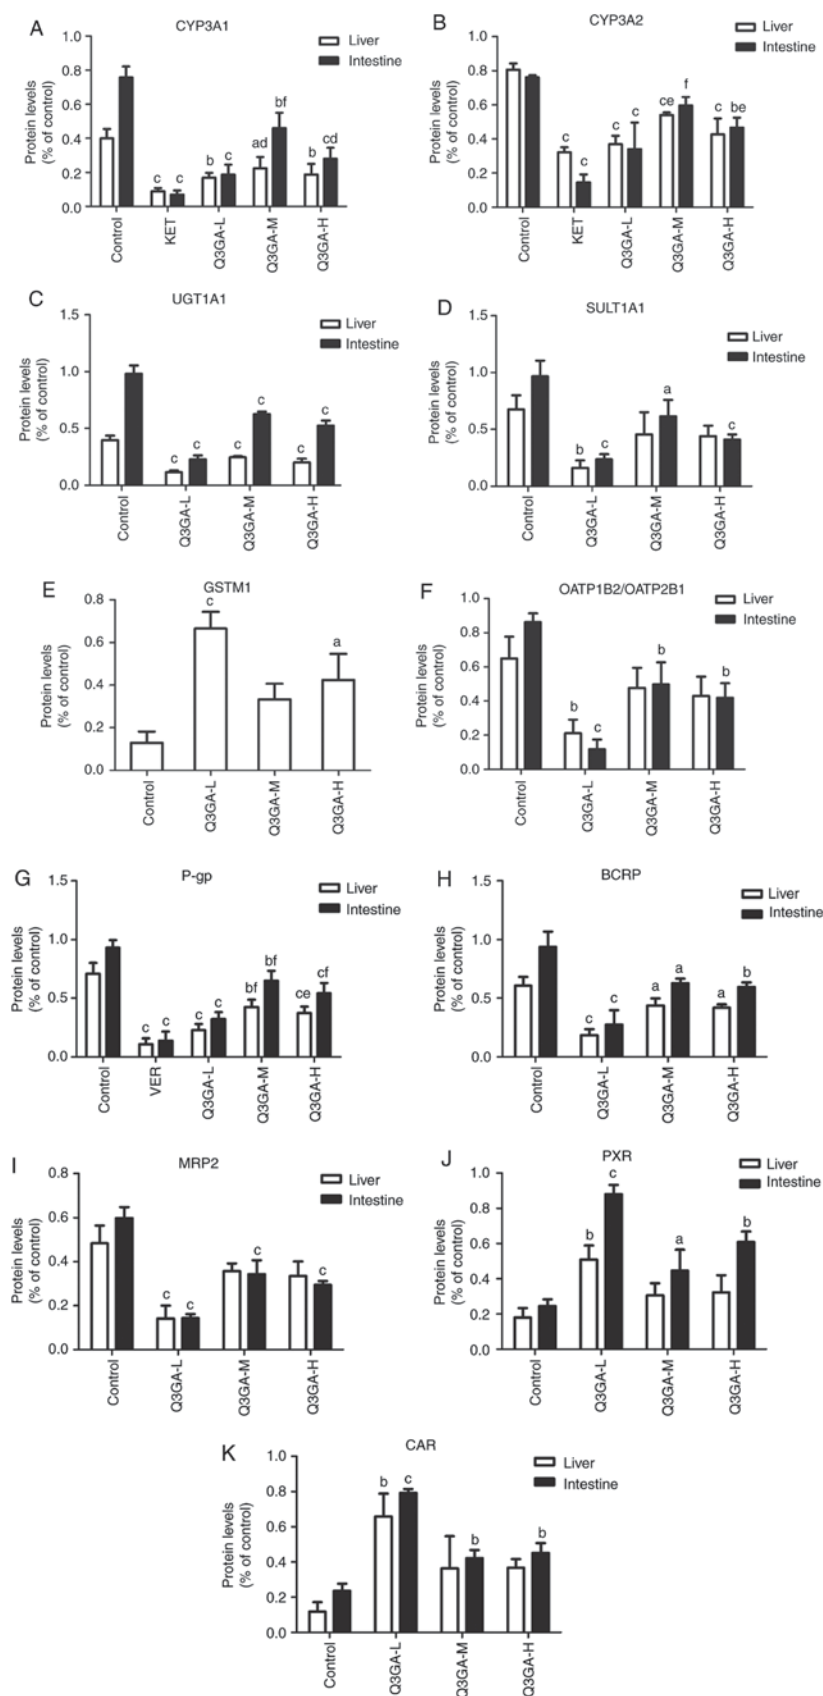 A
CYP3A1
Liver
Intestine
Protein levels
(% of control)
1.0
0.8
0.6
0.4
0.2
0.0
c c b c ad bf b cd
Control KET Q3GA-L Q3GA-M Q3GA-H
B
CYP3A2
Liver
Intestine
Protein levels
(% of control)
1.0
0.8
0.6
0.4
0.2
0.0
c c c c ce f c be
Control KET Q3GA-L Q3GA-M Q3GA-H
C
UGT1A1
Liver
Intestine
Protein levels
(% of control)
1.5
1.0
0.5
0.0
c c c c c c
Control Q3GA-L Q3GA-M Q3GA-H
D
SULT1A1
Liver
Intestine
Protein levels
(% of control)
1.5
1.0
0.5
0.0
b c a c
Control Q3GA-L Q3GA-M Q3GA-H
E
GSTM1
Protein levels
(% of control)
0.8
0.6
0.4
0.2
0.0
c a
Control Q3GA-L Q3GA-M Q3GA-H
F
OATP1B2/OATP2B1
Liver
Intestine
Protein levels
(% of control)
1.0
0.8
0.6
0.4
0.2
0.0
b c b b
Control Q3GA-L Q3GA-M Q3GA-H
G
P-gp
Liver
Intestine
Protein levels
(% of control)
1.5
1.0
0.5
0.0
c c c c bf bf ce cf
Control VER Q3GA-L Q3GA-M Q3GA-H
H
BCRP
Liver
Intestine
Protein levels
(% of control)
1.5
1.0
0.5
0.0
c c a a a b
Control Q3GA-L Q3GA-M Q3GA-H
I
MRP2
Liver
Intestine
Protein levels
(% of control)
0.8
0.6
0.4
0.2
0.0
c c c c
Control Q3GA-L Q3GA-M Q3GA-H
J
PXR
Liver
Intestine
Protein levels
(% of control)
1.0
0.8
0.6
0.4
0.2
0.0
b c a b
Control Q3GA-L Q3GA-M Q3GA-H
K
CAR
Liver
Intestine
Protein levels
(% of control)
1.0
0.8
0.6
0.4
0.2
0.0
b c b b
Control Q3GA-L Q3GA-M Q3GA-H